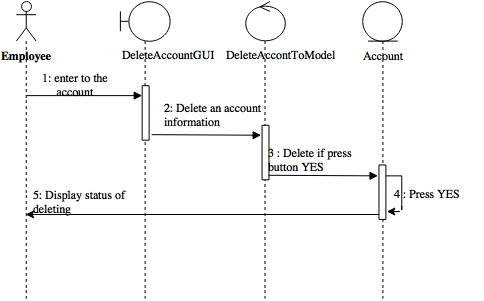 Employee
DeleteAccountGUI
DeleteAccontToModel
Account
1: enter to the
account
2: Delete an account
information
3 : Delete if press
button YES
4 : Press YES
5: Display status of
deleting